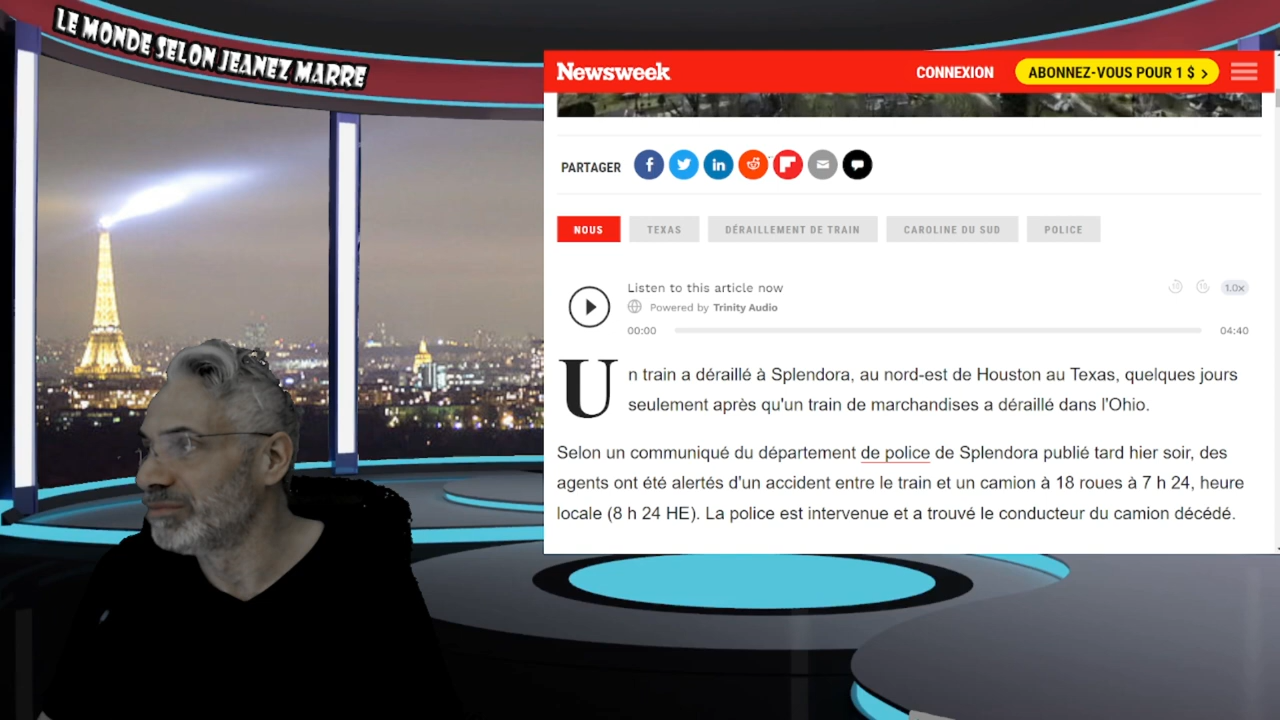 LE MONDE SELON JEANEZ MARRE
Newsweek
CONNEXION
ABONNEZ-VOUS POUR 1 $ >
PARTAGER
NOUS
TEXAS
DÉRAILLEMENT DE TRAIN
CAROLINE DU SUD
POLICE
Listen to this article now
Powered by Trinity Audio
1.0x
00:00
04:40
Un train a déraillé à Splendora, au nord-est de Houston au Texas, quelques jours
seulement après qu'un train de marchandises a déraillé dans l'Ohio.
Selon un communiqué du département de police de Splendora publié tard hier soir, des
agents ont été alertés d'un accident entre le train et un camion à 18 roues à 7 h 24, heure
locale (8 h 24 HE). La police est intervenue et a trouvé le conducteur du camion décédé.